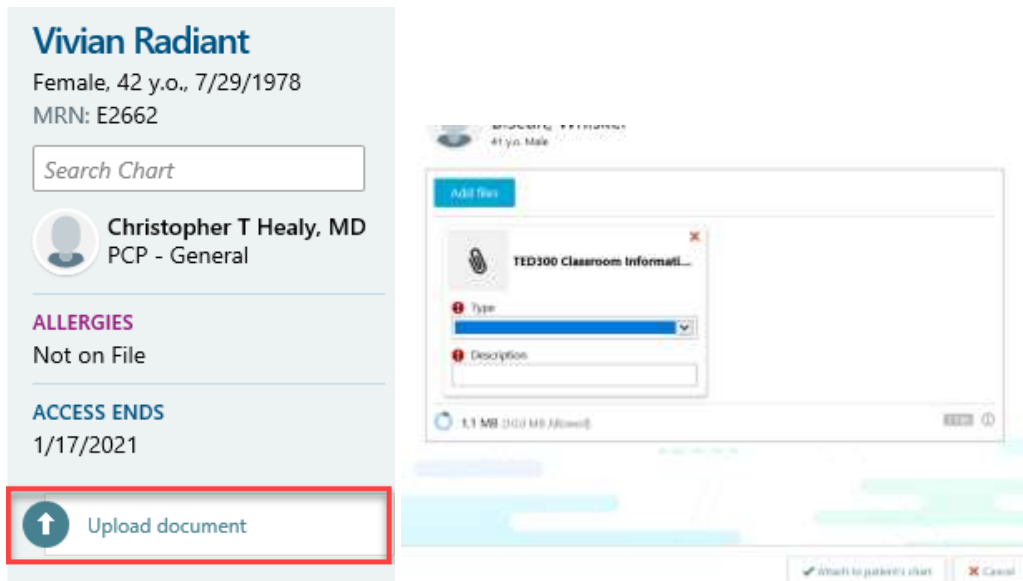 Vivian Radiant
Female, 42 y.o., 7/29/1978
MRN: E2662
Search Chart
Christopher T Healy, MD
PCP - General
ALLERGIES
Not on File
ACCESS ENDS
1/17/2021
Upload document
41 y.o. Male
Add files
TED300 Classroom Informati...
Type
Description
1.1 MB
Attach to patient's chart
Cancel